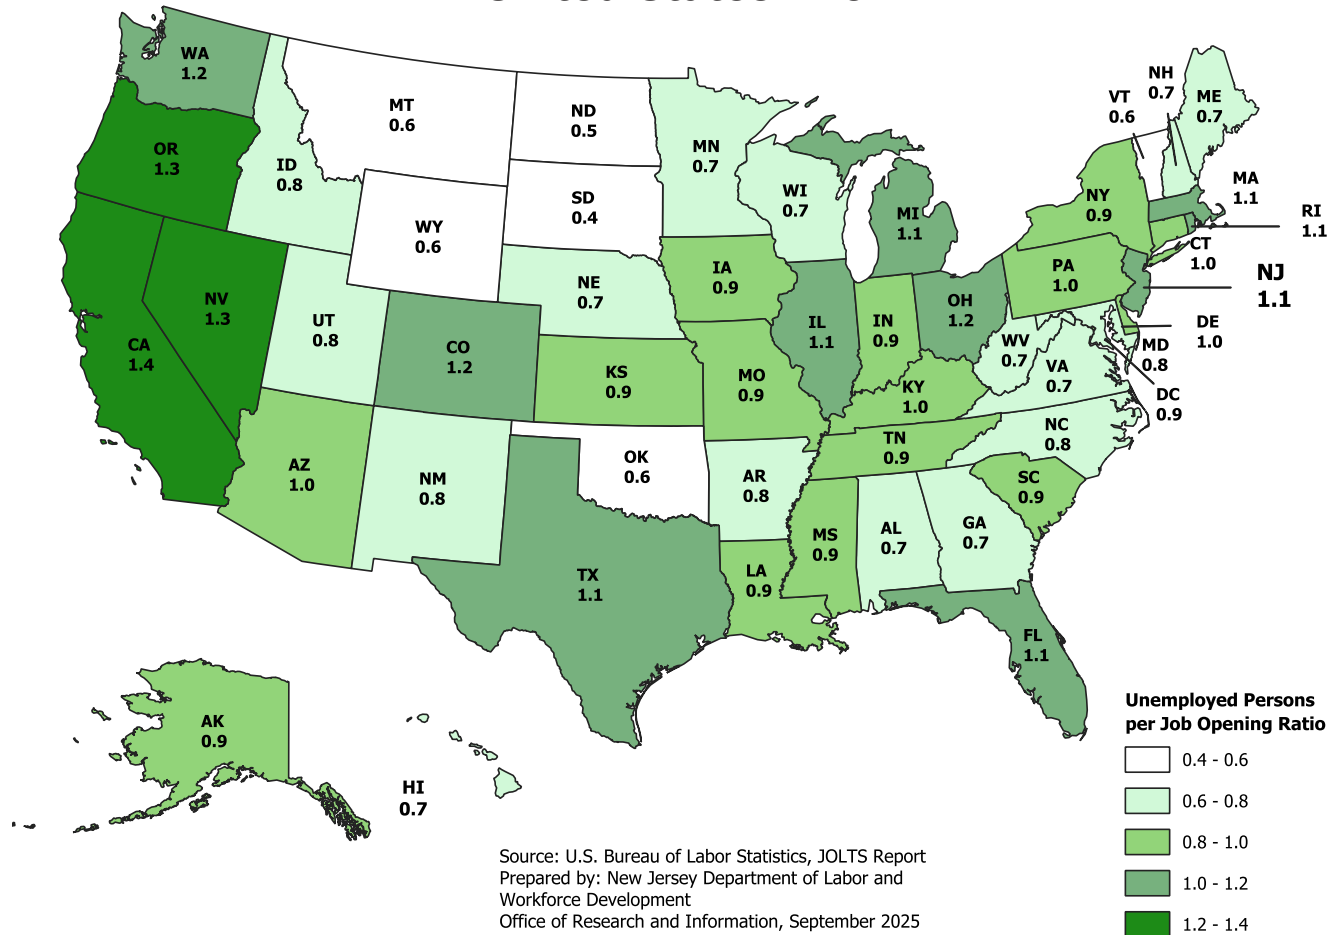 WA
1.2
MT
0.6
ND
0.5
MN
0.7
NH
0.7
VT
0.6
ME
0.7
OR
1.3
ID
0.8
SD
0.4
WI
0.7
MI
1.1
NY
0.9
MA
1.1
RI
1.1
WY
0.6
CT
1.0
NJ
1.1
NV
1.3
UT
0.8
NE
0.7
IA
0.9
IL
1.1
IN
0.9
OH
1.2
PA
1.0
DE
1.0
MD
0.8
DC
0.9
CA
1.4
CO
1.2
KS
0.9
MO
0.9
KY
1.0
WV
0.7
VA
0.7
AZ
1.0
NM
0.8
OK
0.6
AR
0.8
TN
0.9
NC
0.8
SC
0.9
MS
0.9
AL
0.7
GA
0.7
TX
1.1
LA
0.9
FL
1.1
AK
0.9
HI
0.7
Unemployed Persons
per Job Opening Ratio
0.4 - 0.6
0.6 - 0.8
0.8 - 1.0
1.0 - 1.2
1.2 - 1.4
Source: U.S. Bureau of Labor Statistics, JOLTS Report
Prepared by: New Jersey Department of Labor and
Workforce Development
Office of Research and Information, September 2025